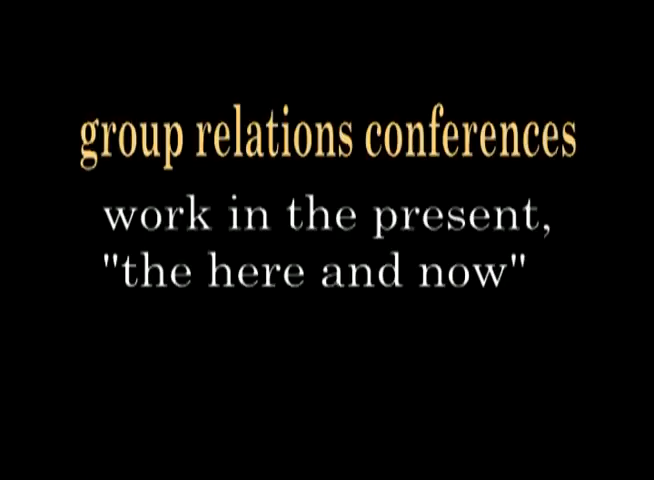 group relations conferences
work in the present,
"the here and now"